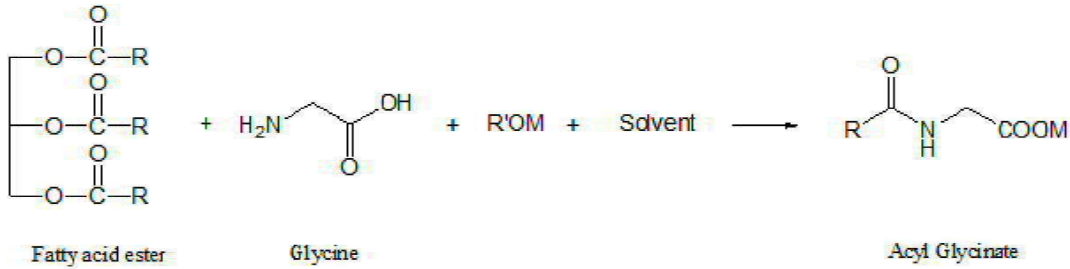 O
O—C—R
O
O—C—R
O
O—C—R
+
H₂N
OH
O
+ R'OM + Solvent
O
R
N
H
COOM
Fatty acid ester
Glycine
Acyl Glycinate